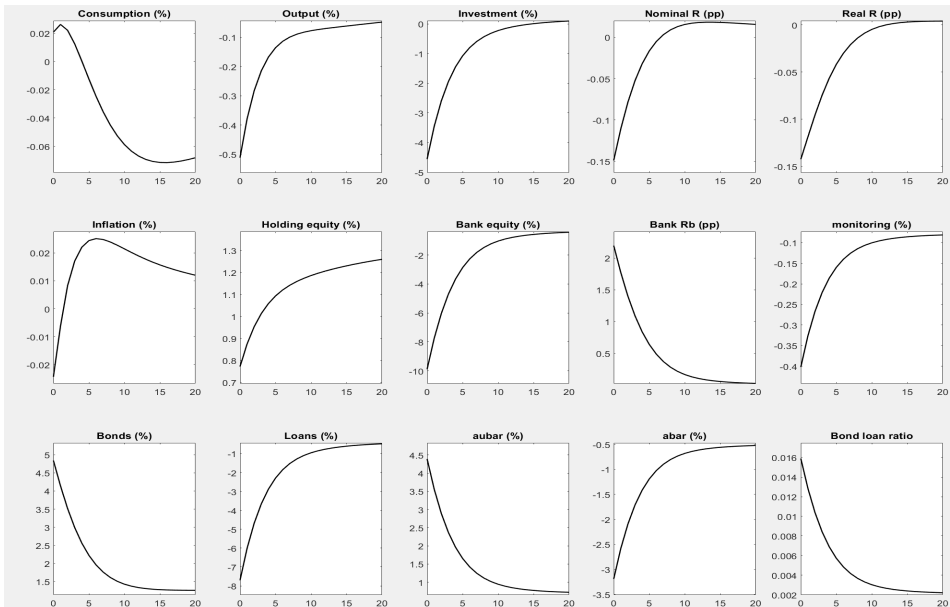 Consumption (%) Output (%) Investment (%) Nominal R (pp) Real R (pp)
0.02 0 -0.02 -0.04 -0.06
0 5 10 15 20
-0.1 -0.2 -0.3 -0.4 -0.5
0 5 10 15 20
0 -1 -2 -3 -4 -5
0 5 10 15 20
0 -0.05 -0.1 -0.15
0 5 10 15 20
0 -0.05 -0.1 -0.15
0 5 10 15 20
Inflation (%) Holding equity (%) Bank equity (%) Bank Rb (pp) monitoring (%)
0.02 0.01 0 -0.01 -0.02
0 5 10 15 20
1.3 1.2 1.1 1 0.9 0.8 0.7
0 5 10 15 20
-2 -4 -6 -8 -10
0 5 10 15 20
2 1.5 1 0.5
0 5 10 15 20
-0.1 -0.15 -0.2 -0.25 -0.3 -0.35 -0.4
0 5 10 15 20
Bonds (%) Loans (%) aubar (%) abar (%) Bond loan ratio
4.5 4 3.5 3 2.5 2 1.5
0 5 10 15 20
-1 -2 -3 -4 -5 -6 -7 -8
0 5 10 15 20
4.5 4 3.5 3 2.5 2 1.5 1
0 5 10 15 20
-0.5 -1 -1.5 -2 -2.5 -3 -3.5
0 5 10 15 20
0.016 0.014 0.012 0.01 0.008 0.006 0.004 0.002
0 5 10 15 20